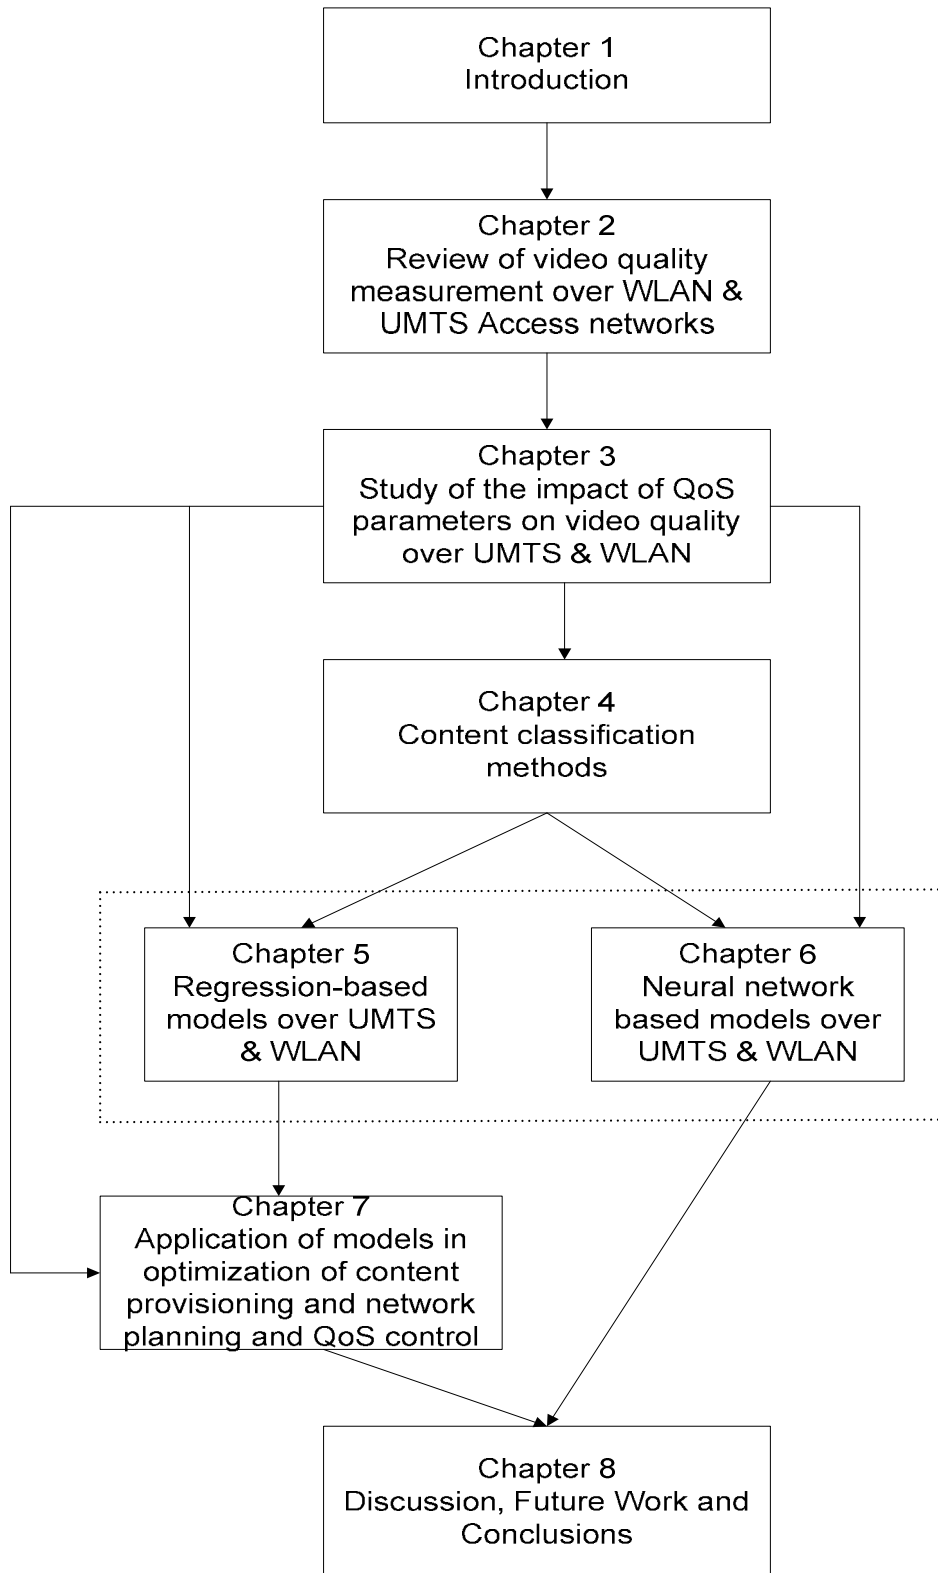 Chapter 1
Introduction
Chapter 2
Review of video quality
measurement over WLAN &
UMTS Access networks
Chapter 3
Study of the impact of QoS
parameters on video quality
over UMTS & WLAN
Chapter 4
Content classification
methods
Chapter 5
Regression-based
models over UMTS
& WLAN
Chapter 6
Neural network
based models over
UMTS & WLAN
Chapter 7
Application of models in
optimization of content
provisioning and network
planning and QoS control
Chapter 8
Discussion, Future Work and
Conclusions